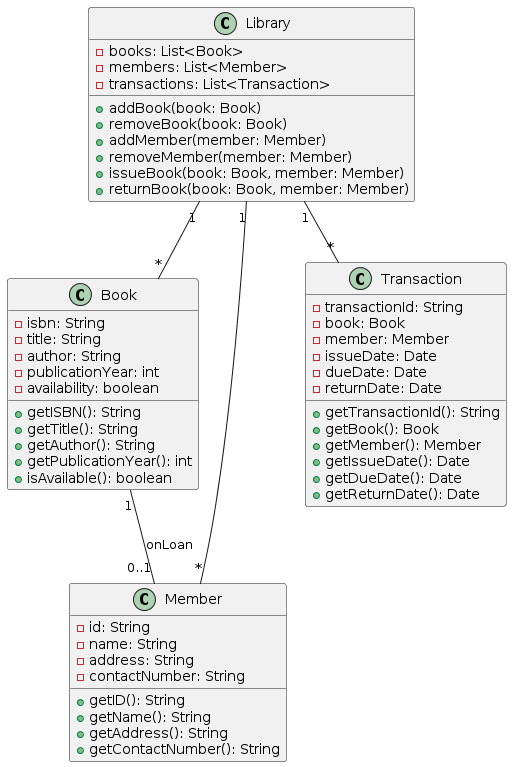 C Library
books: List<Book>
members: List<Member>
transactions: List<Transaction>
addBook(book: Book)
removeBook(book: Book)
addMember(member: Member)
removeMember(member: Member)
issueBook(book: Book, member: Member)
returnBook(book: Book, member: Member)
1
1
1
*
*
C Book
isbn: String
title: String
author: String
publicationYear: int
availability: boolean
getISBN(): String
getTitle(): String
getAuthor(): String
getPublicationYear(): int
isAvailable(): boolean
C Transaction
transactionId: String
book: Book
member: Member
issueDate: Date
dueDate: Date
returnDate: Date
getTransactionId(): String
getBook(): Book
getMember(): Member
getIssueDate(): Date
getDueDate(): Date
getReturnDate(): Date
1
onLoan
0..1
*
C Member
id: String
name: String
address: String
contactNumber: String
getID(): String
getName(): String
getAddress(): String
getContactNumber(): String